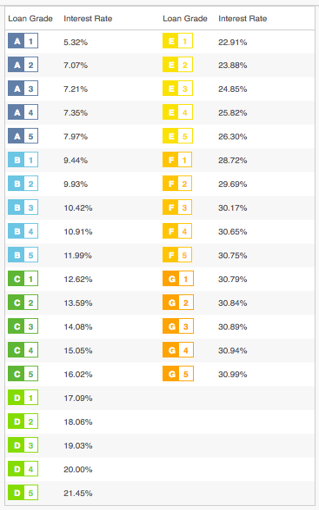 Loan Grade Interest Rate Loan Grade Interest Rate
A 1 5.32% E 1 22.91%
A 2 7.07% E 2 23.88%
A 3 7.21% E 3 24.85%
A 4 7.35% E 4 25.82%
A 5 7.97% E 5 26.30%
B 1 9.44% F 1 28.72%
B 2 9.93% F 2 29.69%
B 3 10.42% F 3 30.17%
B 4 10.91% F 4 30.65%
B 5 11.99% F 5 30.75%
C 1 12.62% G 1 30.79%
C 2 13.59% G 2 30.84%
C 3 14.08% G 3 30.89%
C 4 15.05% G 4 30.94%
C 5 16.02% G 5 30.99%
D 1 17.09%
D 2 18.06%
D 3 19.03%
D 4 20.00%
D 5 21.45%